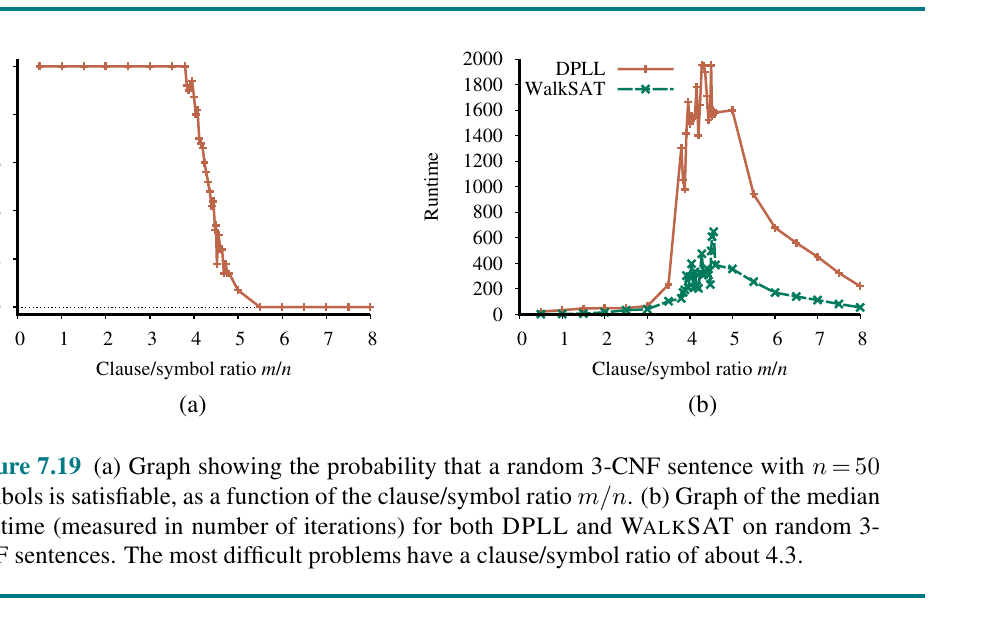 2000
1800
1600
1400
1200
1000
800
600
400
200
0
DPLL
WalkSAT
Runtime
0 1 2 3 4 5 6 7 8
Clause/symbol ratio m/n
(a)
0 1 2 3 4 5 6 7 8
Clause/symbol ratio m/n
(b)
ure 7.19 (a) Graph showing the probability that a random 3-CNF sentence with n = 50
bols is satisfiable, as a function of the clause/symbol ratio m/n. (b) Graph of the median
time (measured in number of iterations) for both DPLL and WALKSAT on random 3-
F sentences. The most difficult problems have a clause/symbol ratio of about 4.3.